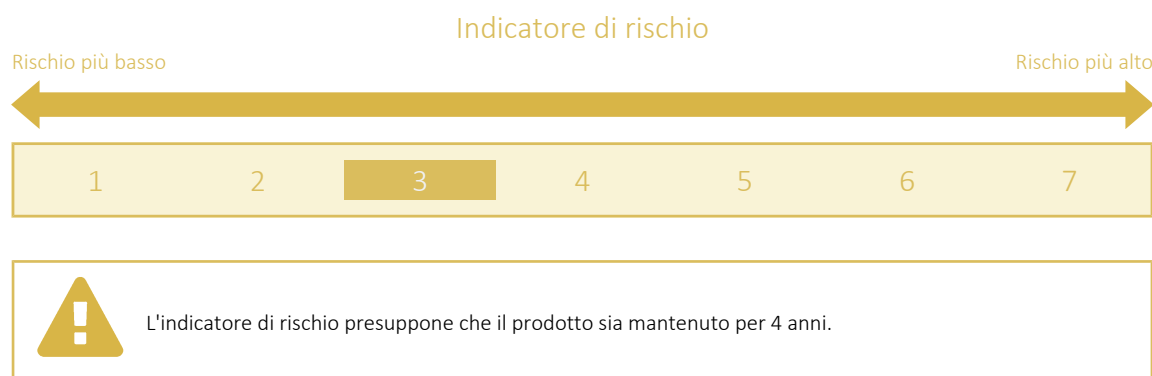 Indicatore di rischio
Rischio più basso Rischio più alto
1 2 3 4 5 6 7
L'indicatore di rischio presuppone che il prodotto sia mantenuto per 4 anni.